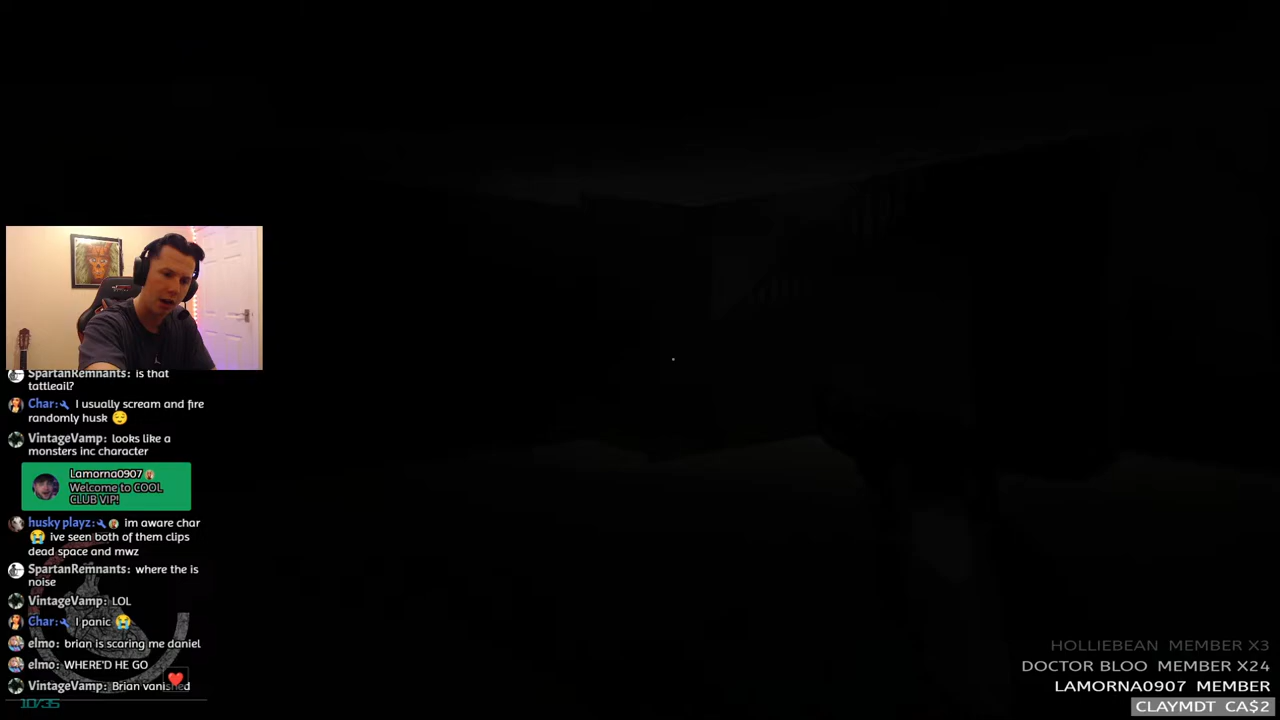 SpartanRemnants: is that
tattleail?
Char: I usually scream and fire
randomly husk
VintageVamp: looks like a
monsters inc character
Lamorna0907
Welcome to COOL
CLUB VIP!
husky playz: im aware char
ive seen both of them clips
dead space and mwz
SpartanRemnants: where the is
noise
VintageVamp: LOL
Char: I panic
elmo: brian is scaring me daniel
elmo: WHERE'D HE GO
VintageVamp: Brian vanished
10/35
HOLLIEBEAN MEMBER X3
DOCTOR BLOO MEMBER X24
LAMORNA0907 MEMBER
CLAYMDT CA$2